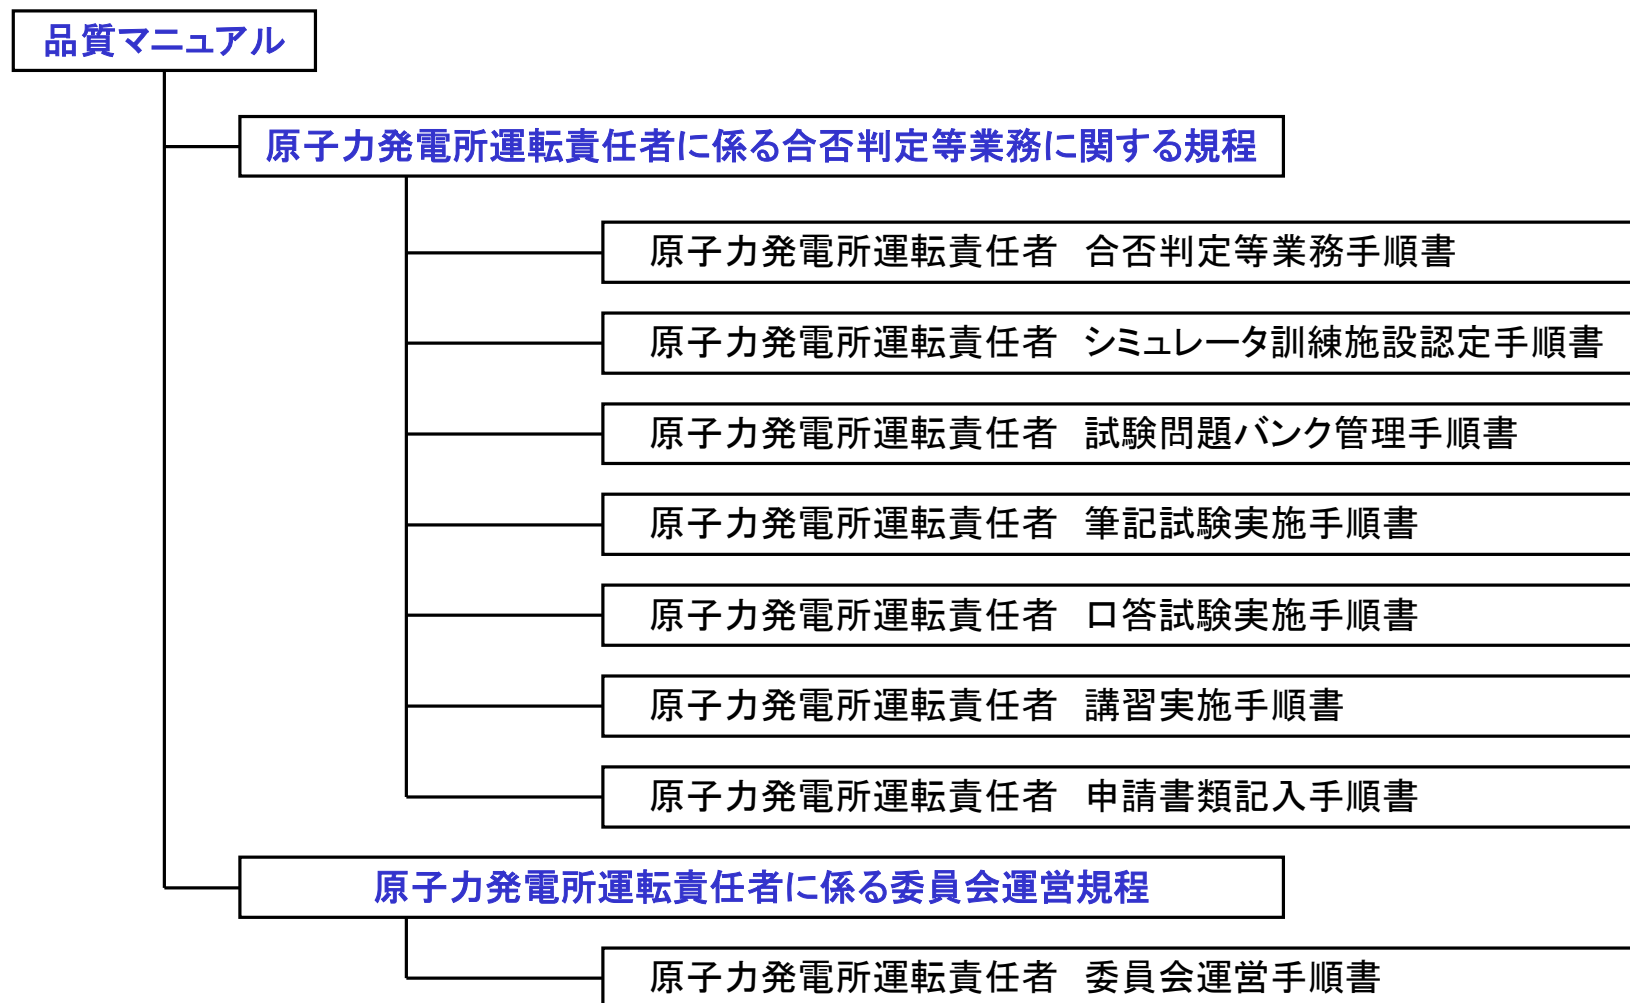 品質マニュアル
原子力発電所運転責任者に係る合否判定等業務に関する規程
原子力発電所運転責任者　合否判定等業務手順書
原子力発電所運転責任者　シミュレータ訓練施設認定手順書
原子力発電所運転責任者　試験問題バンク管理手順書
原子力発電所運転責任者　筆記試験実施手順書
原子力発電所運転責任者　口答試験実施手順書
原子力発電所運転責任者　講習実施手順書
原子力発電所運転責任者　申請書類記入手順書
原子力発電所運転責任者に係る委員会運営規程
原子力発電所運転責任者　委員会運営手順書